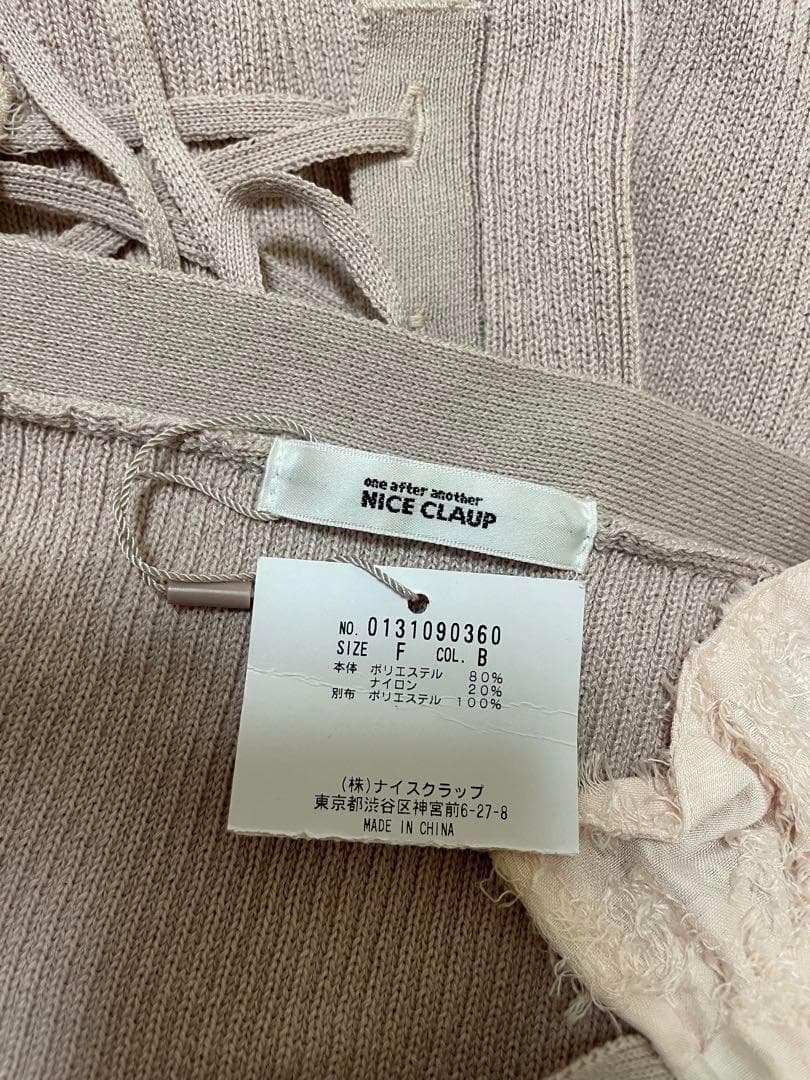 one after another
NICE CLAUP
NO. 0131090360
SIZE F COL. B
本体 ポリエステル 80%
ナイロン 20%
別布 ポリエステル 100%
(株)ナイスクラップ
東京都渋谷区神宮前6-27-8
MADE IN CHINA